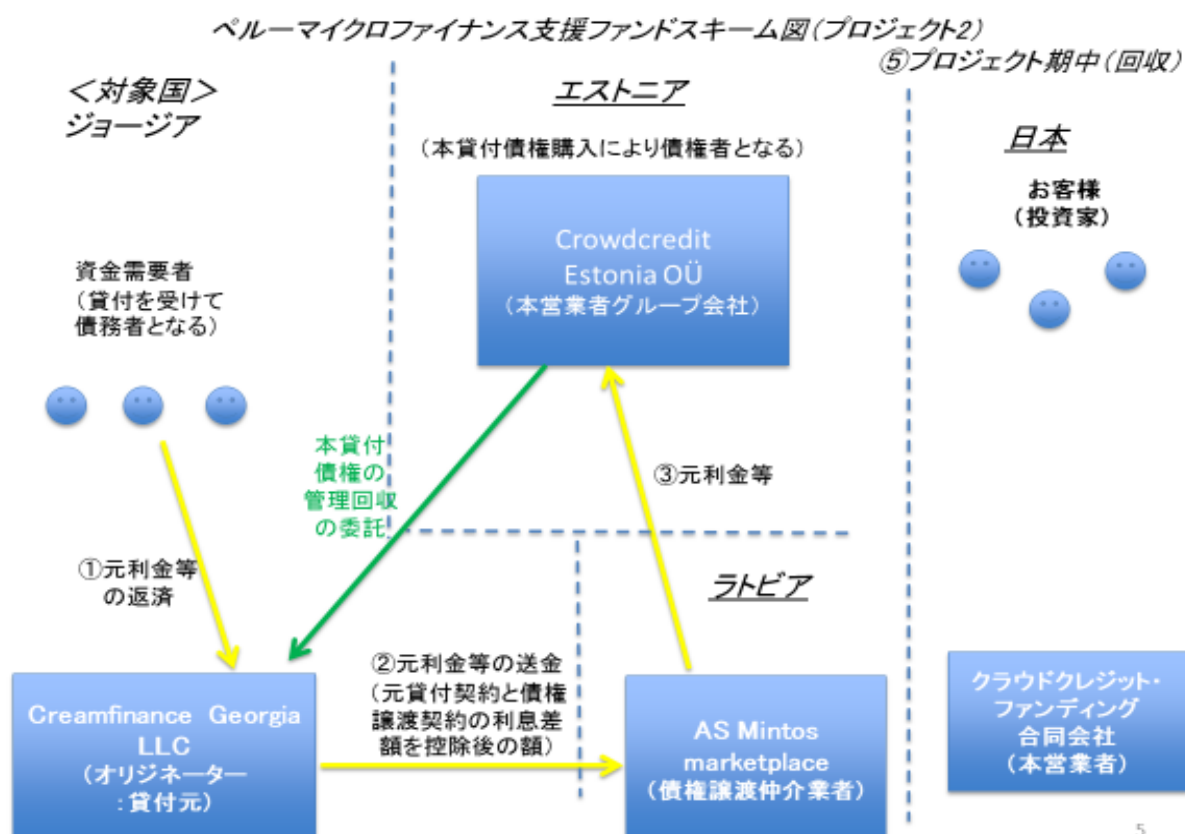 ペルーマイクロファイナンス支援ファンドスキーム図(プロジェクト2)
⑤プロジェクト期中(回収)
＜対象国＞
ジョージア
資金需要者
(貸付を受けて
債務者となる)
①元利金等
の返済
Creamfinance Georgia
LLC
(オリジネーター
:貸付元)
エストニア
(本貸付債権購入により債権者となる)
Crowdcredit
Estonia OÜ
(本営業者グループ会社)
本貸付
債権の
管理回収
の委託
③元利金等
②元利金等の送金
(元貸付契約と債権
譲渡契約の利息差
額を控除後の額)
ラトビア
AS Mintos
marketplace
(債権譲渡仲介業者)
日本
お客様
(投資家)
クラウドクレジット・
ファンディング
合同会社
(本営業者)
5